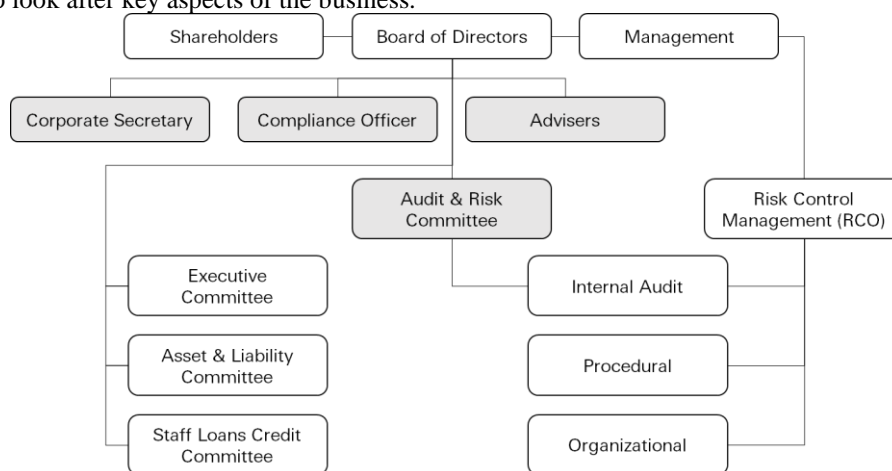 look after key aspects of the business.
Shareholders
Board of Directors
Management
Corporate Secretary
Compliance Officer
Advisers
Audit & Risk
Committee
Risk Control
Management (RCO)
Executive
Committee
Internal Audit
Asset & Liability
Committee
Procedural
Staff Loans Credit
Committee
Organizational